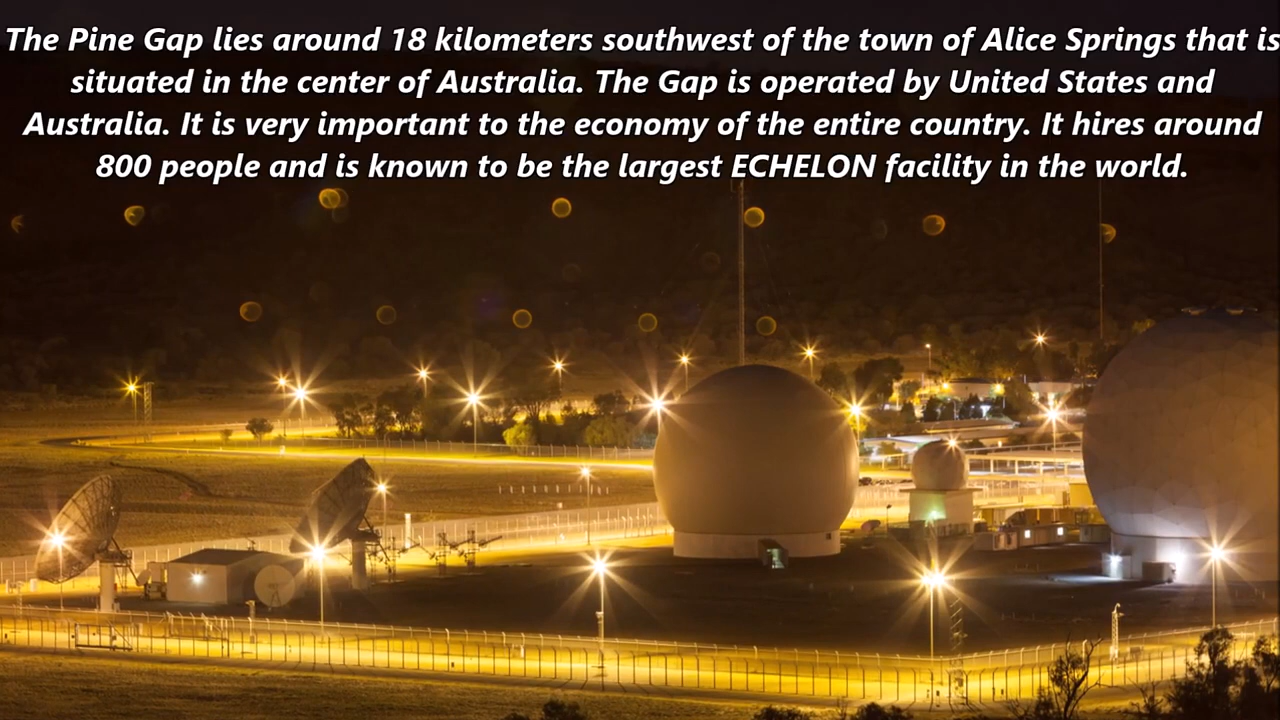 The Pine Gap lies around 18 kilometers southwest of the town of Alice Springs that is
situated in the center of Australia. The Gap is operated by United States and
Australia. It is very important to the economy of the entire country. It hires around
800 people and is known to be the largest ECHELON facility in the world.